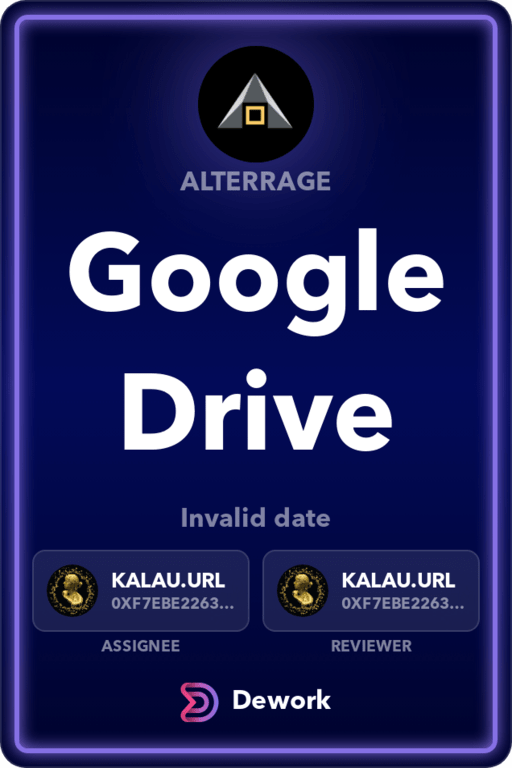 ALTERRAGE
Google
Drive
Invalid date
KALAU.URL
0XF7EBE2263...
ASSIGNEE
KALAU.URL
0XF7EBE2263...
REVIEWER
Dework